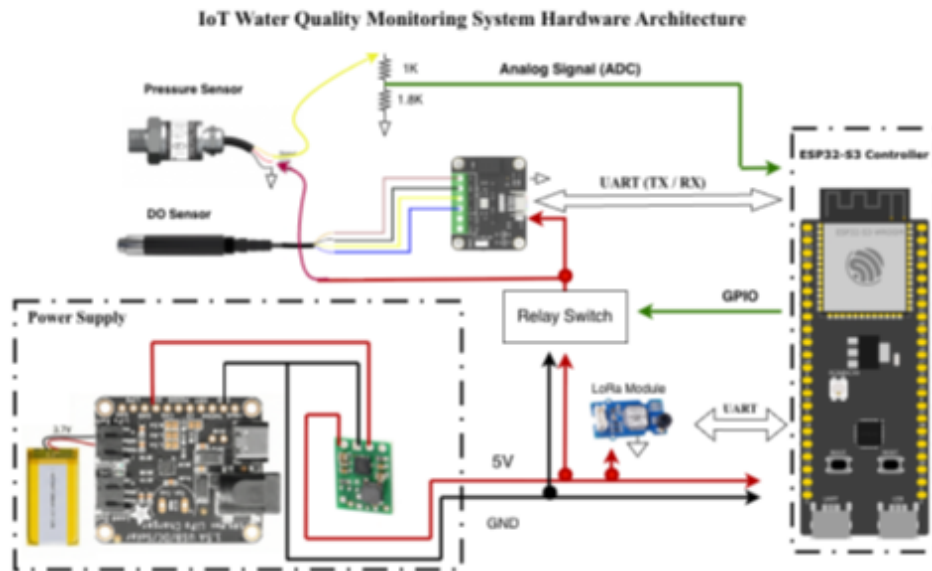 IoT Water Quality Monitoring System Hardware Architecture
1K
Analog Signal (ADC)
Pressure Sensor
1.8K
ESP32-S3 Controller
UART (TX / RX)
DO Sensor
GPIO
Power Supply
Relay Switch
LoRa Module
UART
3.7V
5V
GND